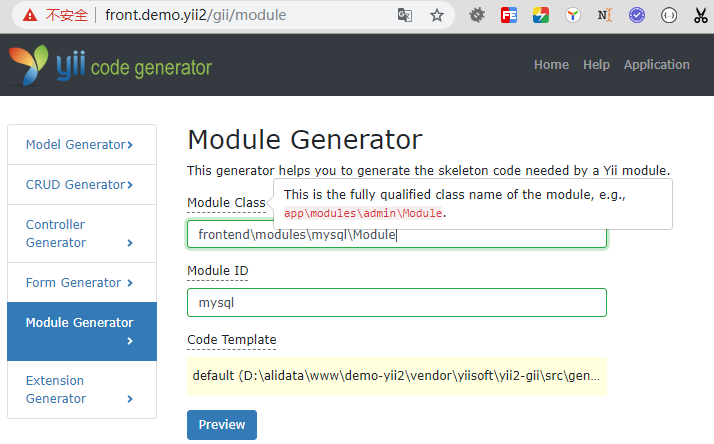 不安全 | front.demo.yii2/gii/module
yii code generator
Home Help Application
Model Generator
CRUD Generator
Controller
Generator
Form Generator
Module Generator
Extension
Generator
Module Generator
This generator helps you to generate the skeleton code needed by a Yii module.
Module Class
This is the fully qualified class name of the module, e.g.,
app\modules\admin\Module.
frontend\modules\mysql\Module
Module ID
mysql
Code Template
default (D:\alidata\www\demo-yii2\vendor\yiisoft\yii2-gii\src\gen...
Preview